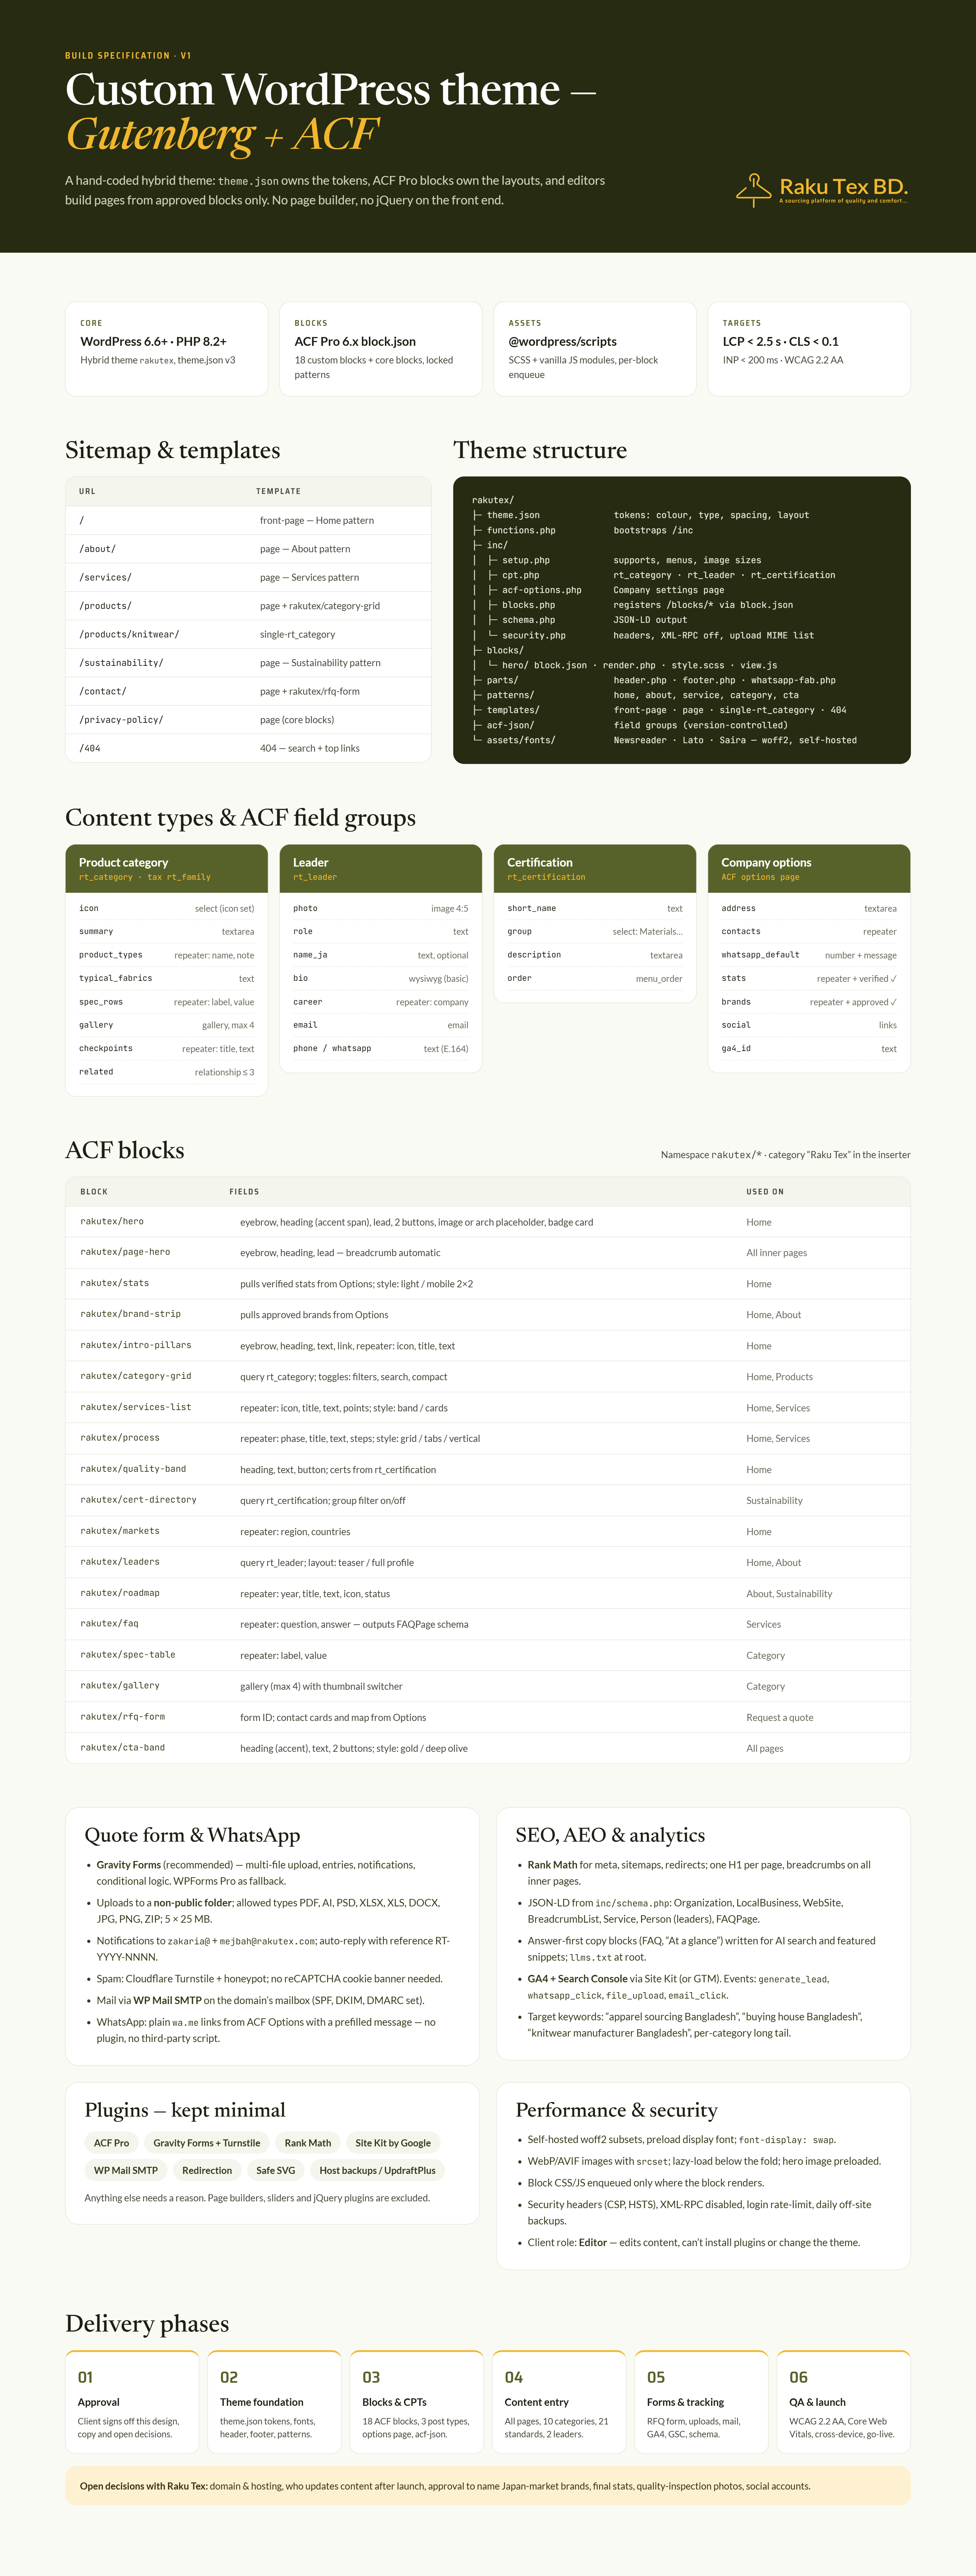 BUILD SPECIFICATION · V1
Custom WordPress theme —
Gutenberg + ACF
A hand-coded hybrid theme: theme.json owns the tokens, ACF Pro blocks own the layouts, and editors
build pages from approved blocks only. No page builder, no jQuery on the front end.
Raku Tex BD.
A sourcing platform of quality and comfort...
CORE
WordPress 6.6+ · PHP 8.2+
Hybrid theme rakutex, theme.json v3
BLOCKS
ACF Pro 6.x block.json
18 custom blocks + core blocks, locked
patterns
ASSETS
@wordpress/scripts
SCSS + vanilla JS modules, per-block
enqueue
TARGETS
LCP < 2.5 s · CLS < 0.1
INP < 200 ms · WCAG 2.2 AA
Sitemap & templates
URL TEMPLATE
/ front-page — Home pattern
/about/ page — About pattern
/services/ page — Services pattern
/products/ page + rakutex/category-grid
/products/knitwear/ single-rt_category
/sustainability/ page — Sustainability pattern
/contact/ page + rakutex/rfq-form
/privacy-policy/ page (core blocks)
/404 404 — search + top links
Theme structure
rakutex/
├─ theme.json tokens: colour, type, spacing, layout
├─ functions.php bootstraps /inc
├─ inc/
│ ├─ setup.php supports, menus, image sizes
│ ├─ cpt.php rt_category · rt_leader · rt_certification
│ ├─ acf-options.php Company settings page
│ ├─ blocks.php registers /blocks/* via block.json
│ ├─ schema.php JSON-LD output
│ └─ security.php headers, XML-RPC off, upload MIME list
├─ blocks/
│ └─ hero/ block.json · render.php · style.scss · view.js
├─ parts/ header.php · footer.php · whatsapp-fab.php
├─ patterns/ home, about, service, category, cta
├─ templates/ front-page · page · single-rt_category · 404
├─ acf-json/ field groups (version-controlled)
└─ assets/fonts/ Newsreader · Lato · Saira — woff2, self-hosted
Content types & ACF field groups
Product category
rt_category · tax rt_family
icon select (icon set)
summary textarea
product_types repeater: name, note
typical_fabrics text
spec_rows repeater: label, value
gallery gallery, max 4
checkpoints repeater: title, text
related relationship ≤ 3
Leader
rt_leader
photo image 4:5
role text
name_ja text, optional
bio wysiwyg (basic)
career repeater: company
email email
phone / whatsapp text (E.164)
Certification
rt_certification
short_name text
group select: Materials…
description textarea
order menu_order
Company options
ACF options page
address textarea
contacts repeater
whatsapp_default number + message
stats repeater + verified ✓
brands repeater + approved ✓
social links
ga4_id text
ACF blocks
Namespace rakutex/* · category “Raku Tex” in the inserter
BLOCK FIELDS USED ON
rakutex/hero eyebrow, heading (accent span), lead, 2 buttons, image or arch placeholder, badge card Home
rakutex/page-hero eyebrow, heading, lead — breadcrumb automatic All inner pages
rakutex/stats pulls verified stats from Options; style: light / mobile 2×2 Home
rakutex/brand-strip pulls approved brands from Options Home, About
rakutex/intro-pillars eyebrow, heading, text, link, repeater: icon, title, text Home
rakutex/category-grid query rt_category; toggles: filters, search, compact Home, Products
rakutex/services-list repeater: icon, title, text, points; style: band / cards Home, Services
rakutex/process repeater: phase, title, text, steps; style: grid / tabs / vertical Home, Services
rakutex/quality-band heading, text, button; certs from rt_certification Home
rakutex/cert-directory query rt_certification; group filter on/off Sustainability
rakutex/markets repeater: region, countries Home
rakutex/leaders query rt_leader; layout: teaser / full profile Home, About
rakutex/roadmap repeater: year, title, text, icon, status About, Sustainability
rakutex/faq repeater: question, answer — outputs FAQPage schema Services
rakutex/spec-table repeater: label, value Category
rakutex/gallery gallery (max 4) with thumbnail switcher Category
rakutex/rfq-form form ID; contact cards and map from Options Request a quote
rakutex/cta-band heading (accent), text, 2 buttons; style: gold / deep olive All pages
Quote form & WhatsApp
• Gravity Forms (recommended) — multi-file upload, entries, notifications,
conditional logic. WPForms Pro as fallback.
• Uploads to a non-public folder; allowed types PDF, AI, PSD, XLSX, XLS, DOCX,
JPG, PNG, ZIP; 5 × 25 MB.
• Notifications to zakaria@ + mejbah@rakutex.com; auto-reply with reference RT-
YYYY-NNNN.
• Spam: Cloudflare Turnstile + honeypot; no reCAPTCHA cookie banner needed.
• Mail via WP Mail SMTP on the domain’s mailbox (SPF, DKIM, DMARC set).
• WhatsApp: plain wa.me links from ACF Options with a prefilled message — no
plugin, no third-party script.
SEO, AEO & analytics
• Rank Math for meta, sitemaps, redirects; one H1 per page, breadcrumbs on all
inner pages.
• JSON-LD from inc/schema.php: Organization, LocalBusiness, WebSite,
BreadcrumbList, Service, Person (leaders), FAQPage.
• Answer-first copy blocks (FAQ, “At a glance”) written for AI search and featured
snippets; llms.txt at root.
• GA4 + Search Console via Site Kit (or GTM). Events: generate_lead,
whatsapp_click, file_upload, email_click.
• Target keywords: “apparel sourcing Bangladesh”, “buying house Bangladesh”,
“knitwear manufacturer Bangladesh”, per-category long tail.
Plugins — kept minimal
ACF Pro Gravity Forms + Turnstile Rank Math Site Kit by Google
WP Mail SMTP Redirection Safe SVG Host backups / UpdraftPlus
Anything else needs a reason. Page builders, sliders and jQuery plugins are excluded.
Performance & security
• Self-hosted woff2 subsets, preload display font; font-display: swap.
• WebP/AVIF images with srcset; lazy-load below the fold; hero image preloaded.
• Block CSS/JS enqueued only where the block renders.
• Security headers (CSP, HSTS), XML-RPC disabled, login rate-limit, daily off-site
backups.
• Client role: Editor — edits content, can’t install plugins or change the theme.
Delivery phases
01
Approval
Client signs off this design,
copy and open decisions.
02
Theme foundation
theme.json tokens, fonts,
header, footer, patterns.
03
Blocks & CPTs
18 ACF blocks, 3 post types,
options page, acf-json.
04
Content entry
All pages, 10 categories, 21
standards, 2 leaders.
05
Forms & tracking
RFQ form, uploads, mail,
GA4, GSC, schema.
06
QA & launch
WCAG 2.2 AA, Core Web
Vitals, cross-device, go-live.
Open decisions with Raku Tex: domain & hosting, who updates content after launch, approval to name Japan-market brands, final stats, quality-inspection photos, social accounts.